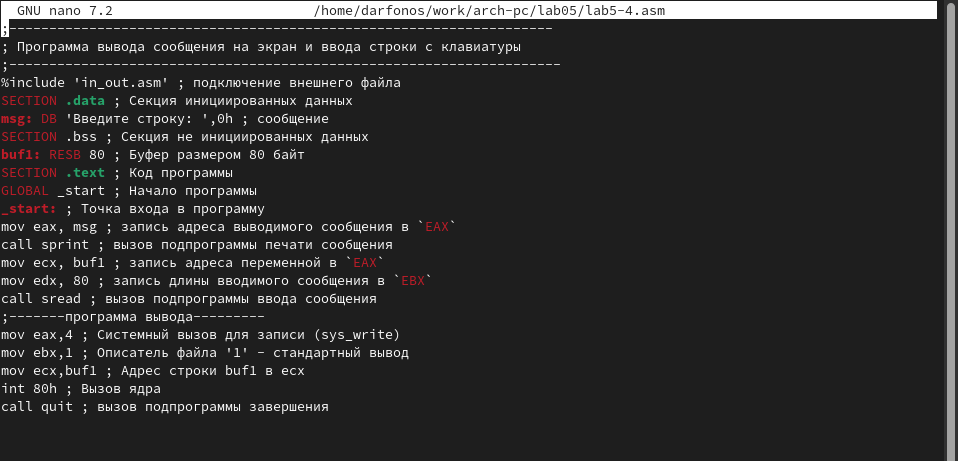 GNU nano 7.2 /home/darfonos/work/arch-pc/lab05/lab5-4.asm
;--------------------------------------------------------------------
; Программа вывода сообщения на экран и ввода строки с клавиатуры
;---------------------------------------------------------------------
%include 'in_out.asm' ; подключение внешнего файла
SECTION .data ; Секция инициированных данных
msg: DB 'Введите строку: ',0h ; сообщение
SECTION .bss ; Секция не инициированных данных
buf1: RESB 80 ; Буфер размером 80 байт
SECTION .text ; Код программы
GLOBAL _start ; Начало программы
_start: ; Точка входа в программу
mov eax, msg ; запись адреса выводимого сообщения в `EAX`
call sprint ; вызов подпрограммы печати сообщения
mov ecx, buf1 ; запись адреса переменной в `EAX`
mov edx, 80 ; запись длины вводимого сообщения в `EBX`
call sread ; вызов подпрограммы ввода сообщения
;-------программа вывода---------
mov eax,4 ; Системный вызов для записи (sys_write)
mov ebx,1 ; Описатель файла '1' - стандартный вывод
mov ecx,buf1 ; Адрес строки buf1 в ecx
int 80h ; Вызов ядра
call quit ; вызов подпрограммы завершения